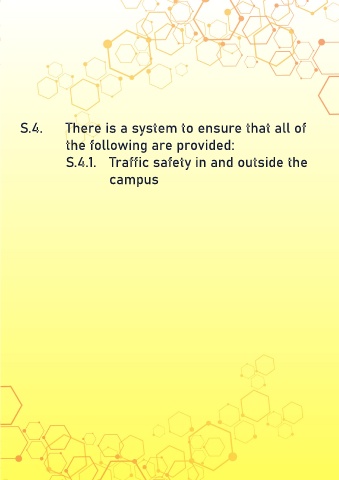 S.4. There is a system to ensure that all of
the following are provided:
S.4.1. Traffic safety in and outside the
campus